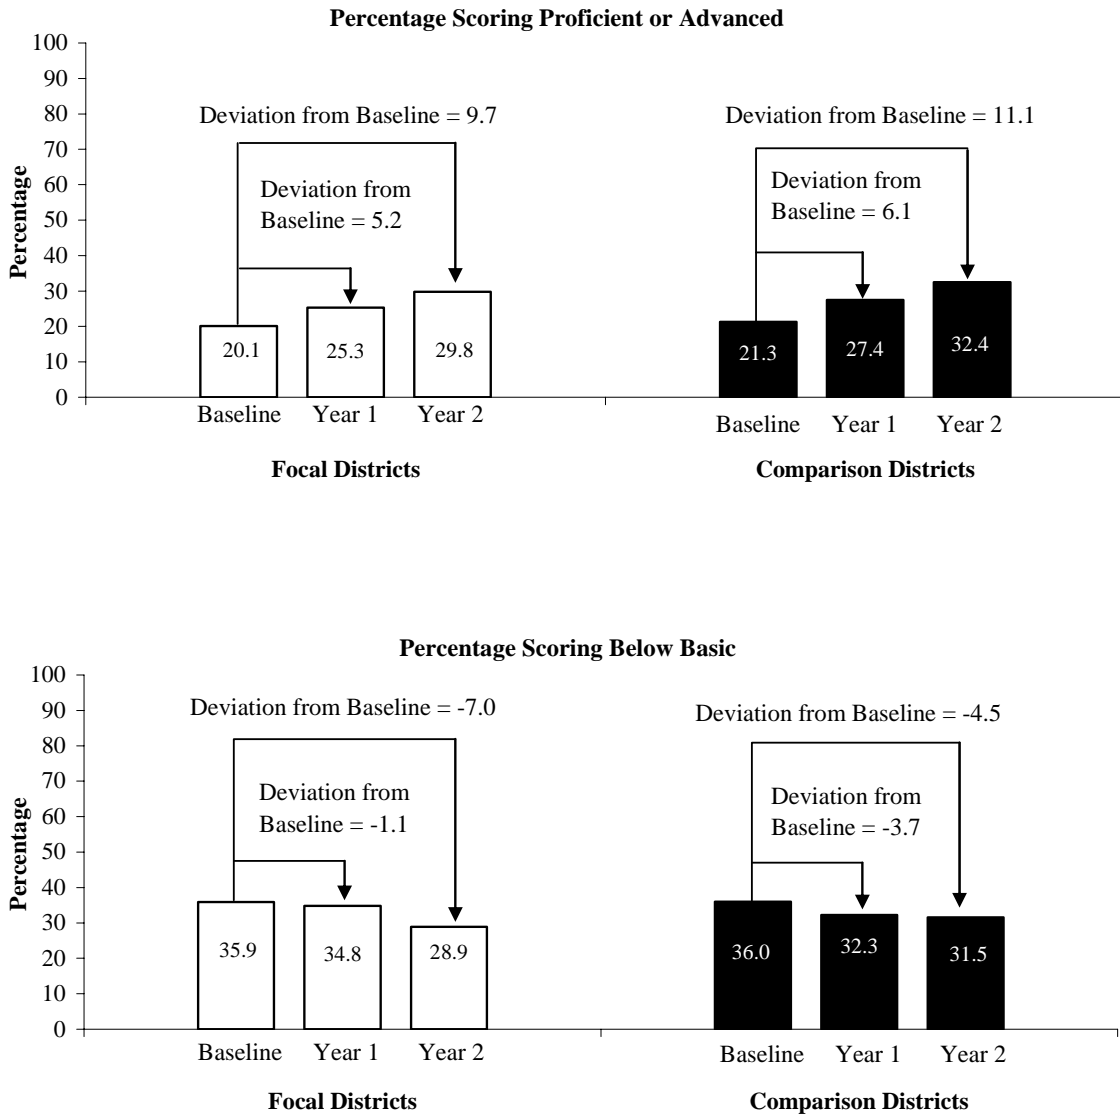 Percentage Scoring Proficient or Advanced
100
90
80
70
60
50
40
30
20
10
0
Percentage
Deviation from Baseline = 9.7
Deviation from
Baseline = 5.2
20.1
25.3
29.8
Baseline
Year 1
Year 2
Focal Districts
Deviation from Baseline = 11.1
Deviation from
Baseline = 6.1
21.3
27.4
32.4
Baseline
Year 1
Year 2
Comparison Districts
Percentage Scoring Below Basic
100
90
80
70
60
50
40
30
20
10
0
Percentage
Deviation from Baseline = -7.0
Deviation from
Baseline = -1.1
35.9
34.8
28.9
Baseline
Year 1
Year 2
Focal Districts
Deviation from Baseline = -4.5
Deviation from
Baseline = -3.7
36.0
32.3
31.5
Baseline
Year 1
Year 2
Comparison Districts